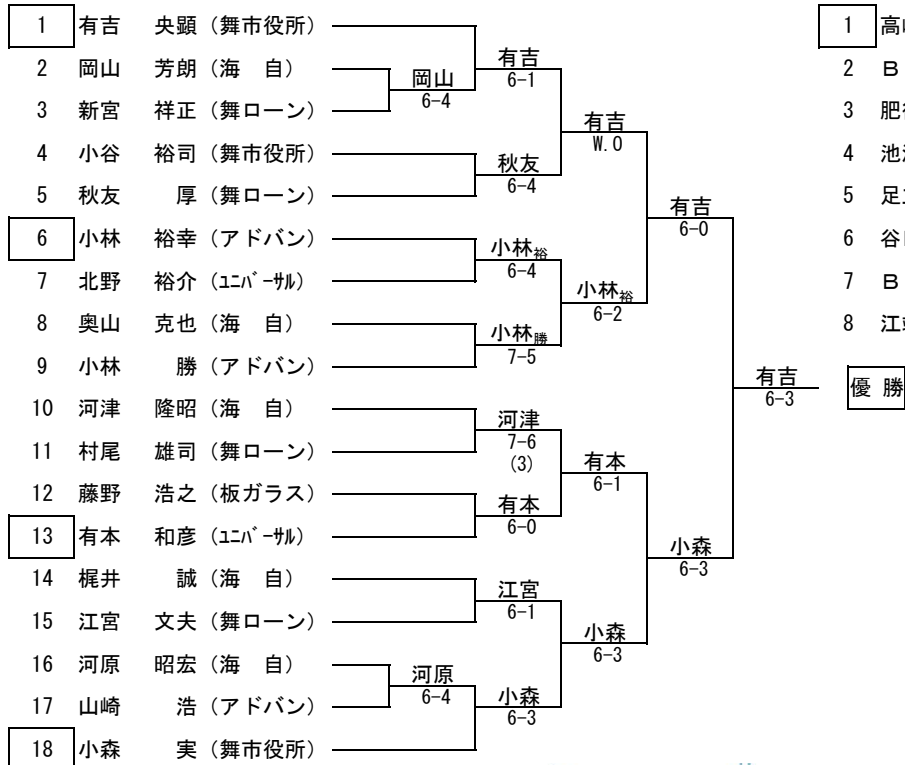 1 有吉 央顕（舞市役所）
2 岡山 芳朗（海 自）
3 新宮 祥正（舞ローン）
4 小谷 裕司（舞市役所）
5 秋友 厚（舞ローン）
6 小林 裕幸（アドバン）
7 北野 裕介（ﾕﾆﾊﾞｰｻﾙ）
8 奥山 克也（海 自）
9 小林 勝（アドバン）
10 河津 隆昭（海 自）
11 村尾 雄司（舞ローン）
12 藤野 浩之（板ガラス）
13 有本 和彦（ﾕﾆﾊﾞｰｻﾙ）
14 梶井 誠（海 自）
15 江宮 文夫（舞ローン）
16 河原 昭宏（海 自）
17 山崎 浩（アドバン）
18 小森 実（舞市役所）
岡山
6-4
河原
6-4
有吉
6-1
秋友
6-4
小林裕
6-4
小林勝
7-5
河津
7-6
(3)
有本
6-0
江宮
6-1
小森
6-3
有吉
W.O
小林裕
6-2
有本
6-1
小森
6-3
有吉
6-0
小森
6-3
有吉
6-3
1
2 B
3
4
5
6
7 B
8
優 勝